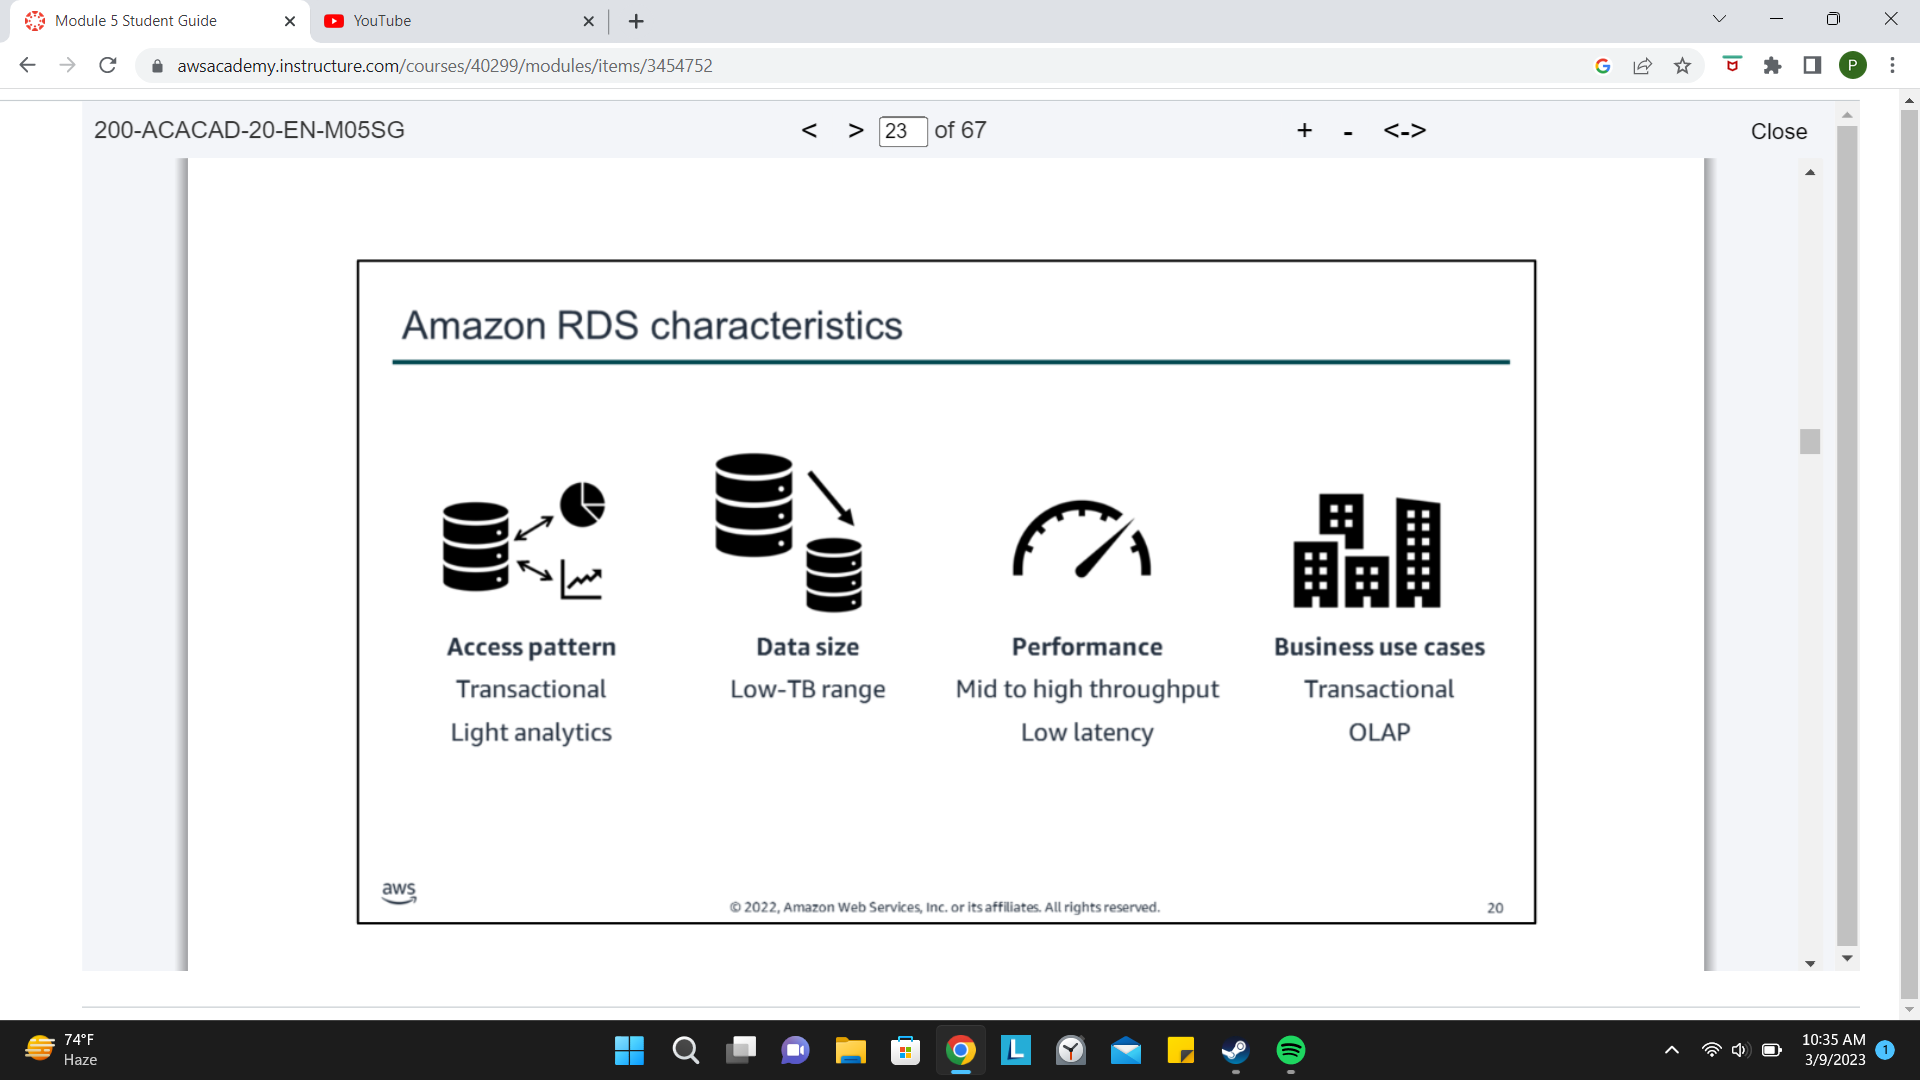 Module 5 Student Guide
YouTube
awsacademy.instructure.com/courses/40299/modules/items/3454752
P
200-ACACAD-20-EN-M05SG
< > 23 of 67
+ - <->
Close
Amazon RDS characteristics
Access pattern
Transactional
Light analytics
Data size
Low-TB range
Performance
Mid to high throughput
Low latency
Business use cases
Transactional
OLAP
aws
© 2022, Amazon Web Services, Inc. or its affiliates. All rights reserved.
20
74°F
Haze
L
10:35 AM
3/9/2023
1